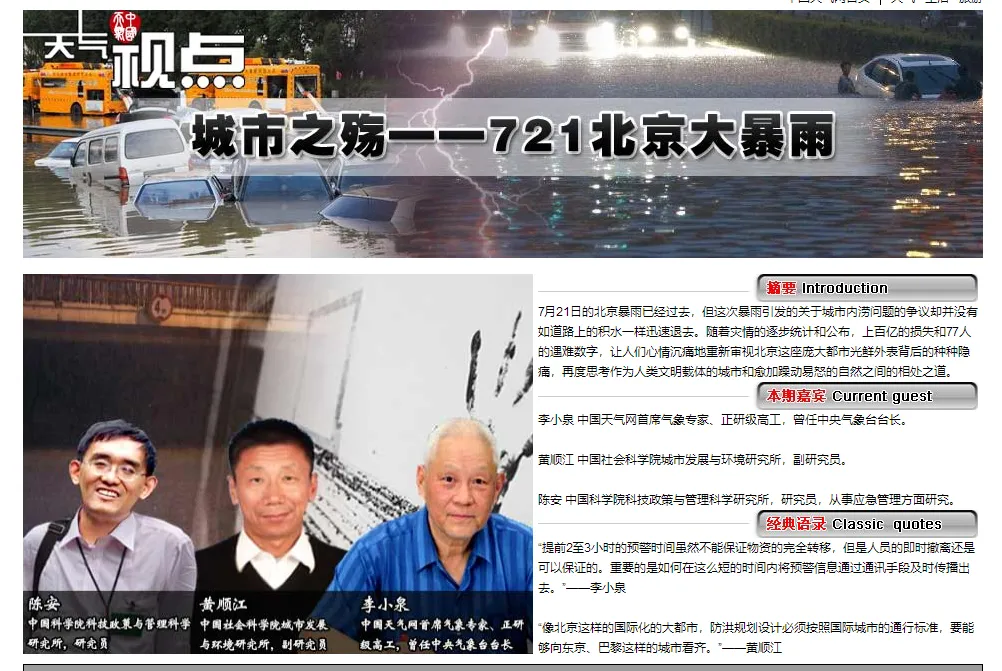 天气
中国
天气
视点
城市之殇——721北京大暴雨
摘要 Introduction
7月21日的北京暴雨已经过去，但这次暴雨引发的关于城市内涝问题的争议却并没有
如道路上的积水一样迅速退去。随着灾情的逐步统计和公布，上百亿的损失和77人
的遇难数字，让人们心情沉痛地重新审视北京这座庞大都市光鲜外表背后的种种隐
痛，再度思考作为人类文明载体的城市和愈加躁动易怒的自然之间的相处之道。
本期嘉宾 Current guest
李小泉 中国天气网首席气象专家、正研级高工，曾任中央气象台台长。
黄顺江 中国社会科学院城市发展与环境研究所，副研究员。
陈安 中国科学院科技政策与管理科学研究所，研究员，从事应急管理方面研究。
经典语录 Classic quotes
“提前2至3小时的预警时间虽然不能保证物资的完全转移，但是人员的即时撤离还是
可以保证的。重要的是如何在这么短的时间内将预警信息通过通讯手段及时传播出
去。”——李小泉
“像北京这样的国际化的大都市，防洪规划设计必须按照国际城市的通行标准，要能
够向东京、巴黎这样的城市看齐。”——黄顺江
陈安
中国科学院科技政策与管理科学
研究所，研究员
黄顺江
中国社会科学院城市发展
与环境研究所，副研究员
李小泉
中国天气网首席气象专家、正研
级高工，曾任中央气象台台长